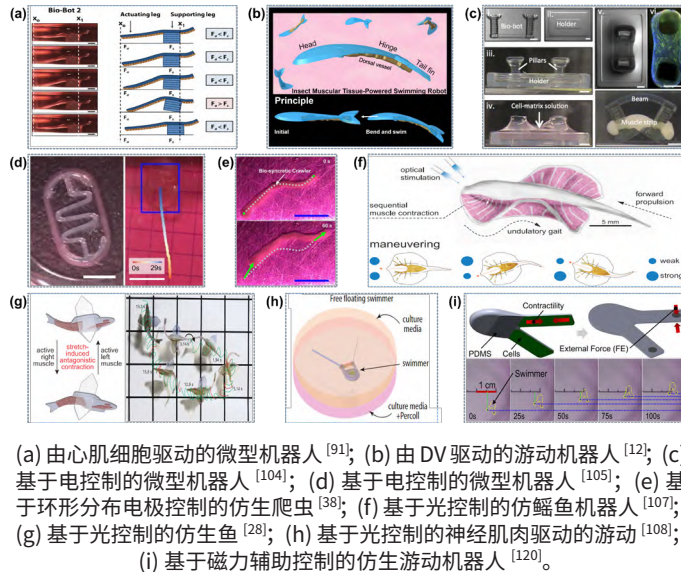 (a)
Bio-Bot 2
X₀
X₁
Actuating leg
Supporting leg
X₀
X₁
(b)
Head
Hinge
Dorsal vessel
Tail fin
Insect Muscular Tissue-Powered Swimming Robot
Principle
Initial
Bend and swim
(c)
Bio-bot
ii.
Holder
iii.
Pillars
Holder
iv.
Cell-matrix solution
v.
Beam
Muscle strip
(d)
0s
29s
(e)
0 s
Bio-syncretic Crawler
60 s
(f)
optical
stimulation
sequential
muscle contraction
undulatory gait
forward
propulsion
5 mm
maneuvering
weak
strong
(g)
active
right
muscle
stretch-
induced
antagonistic
contraction
active
left
muscle
(h)
Free floating swimmer
culture
media
swimmer
culture media
+Percoll
(i)
Contractility
PDMS
Cells
External Force (FE)
Swimmer
1 cm
0s
25s
50s
75s
100s
(a) 由心肌细胞驱动的微型机器人 [91]; (b) 由 DV 驱动的游动机器人 [12]; (c)
基于电控制的微型机器人 [104]; (d) 基于电控制的微型机器人 [105]; (e) 基
于环形分布电极控制的仿生爬虫 [38]; (f) 基于光控制的仿鳐鱼机器人 [107];
(g) 基于光控制的仿生鱼 [28]; (h) 基于光控制的神经肌肉驱动的游动 [108];
(i) 基于磁力辅助控制的仿生游动机器人 [120]。